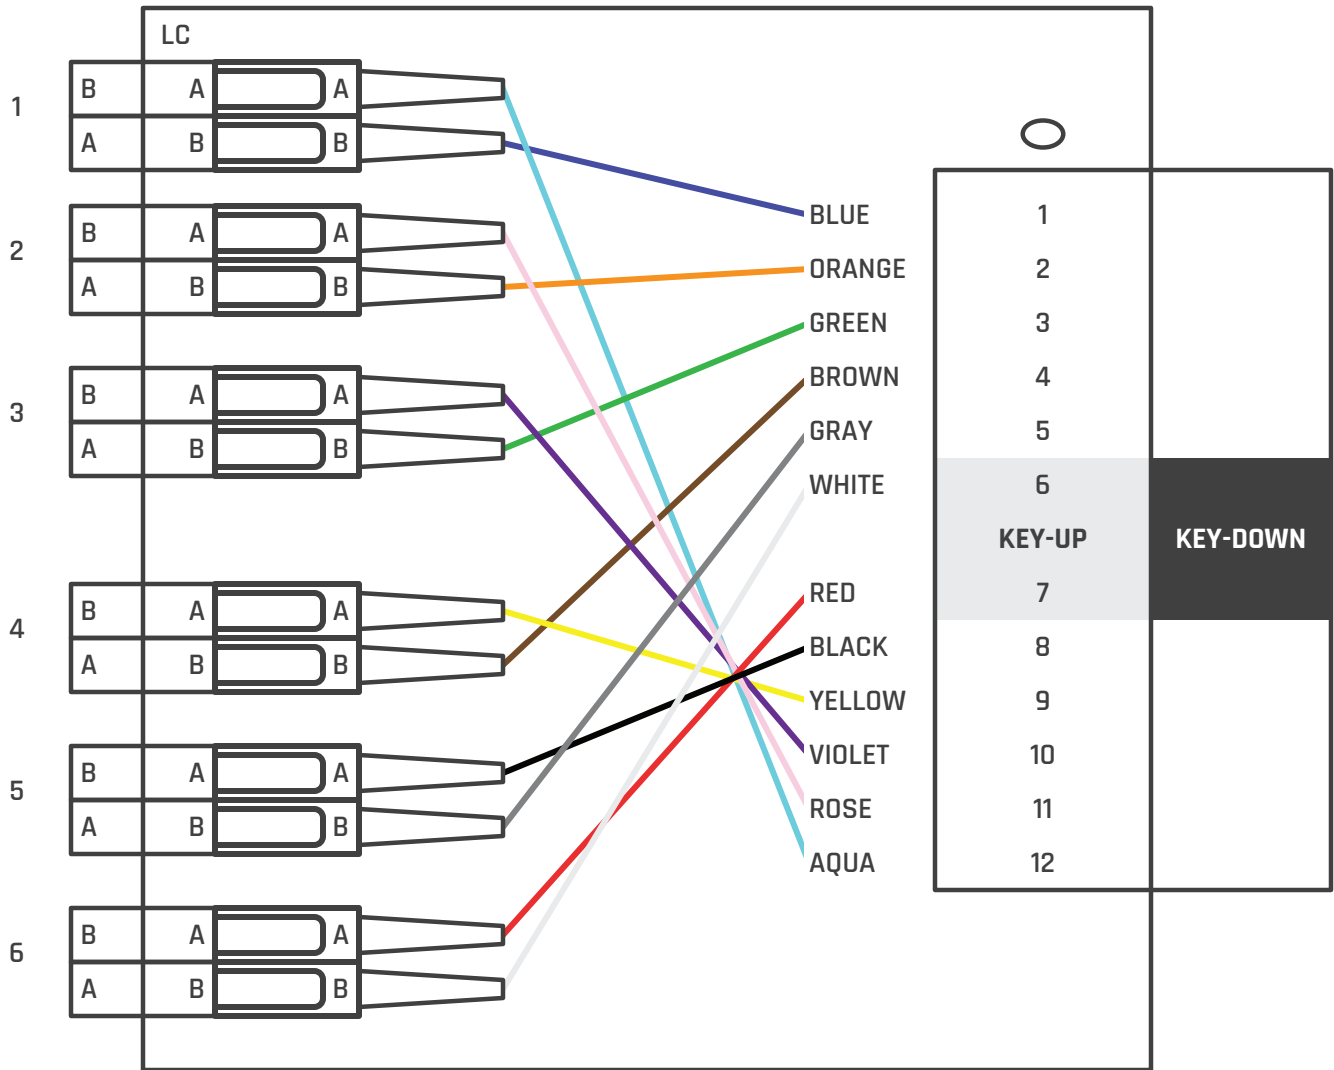 LC
1
B A A
A B B
2
B A A
A B B
3
B A A
A B B
4
B A A
A B B
5
B A A
A B B
6
B A A
A B B
BLUE 1
ORANGE 2
GREEN 3
BROWN 4
GRAY 5
WHITE 6
KEY-UP KEY-DOWN
RED 7
BLACK 8
YELLOW 9
VIOLET 10
ROSE 11
AQUA 12